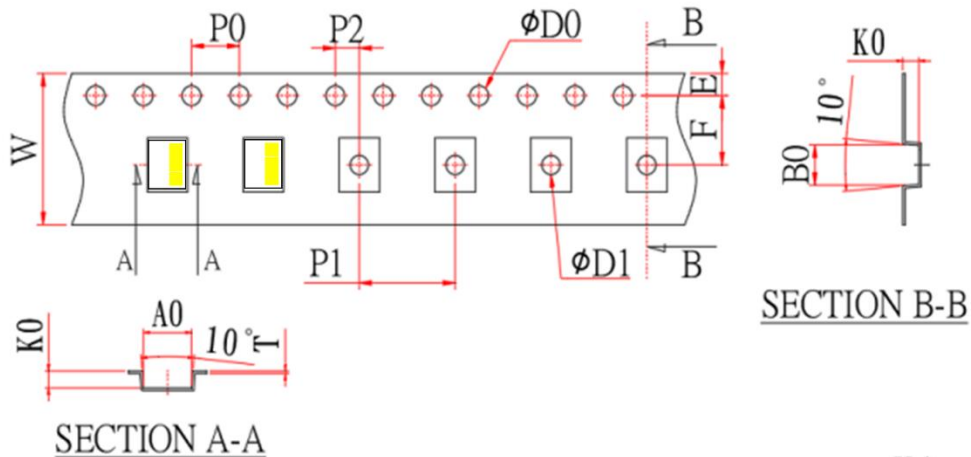 P0
P2
ϕD0
B
K0
E
10°
W
F
B0
A
A
P1
ϕD1
B
SECTION B-B
A0
K0
10°
T
SECTION A-A